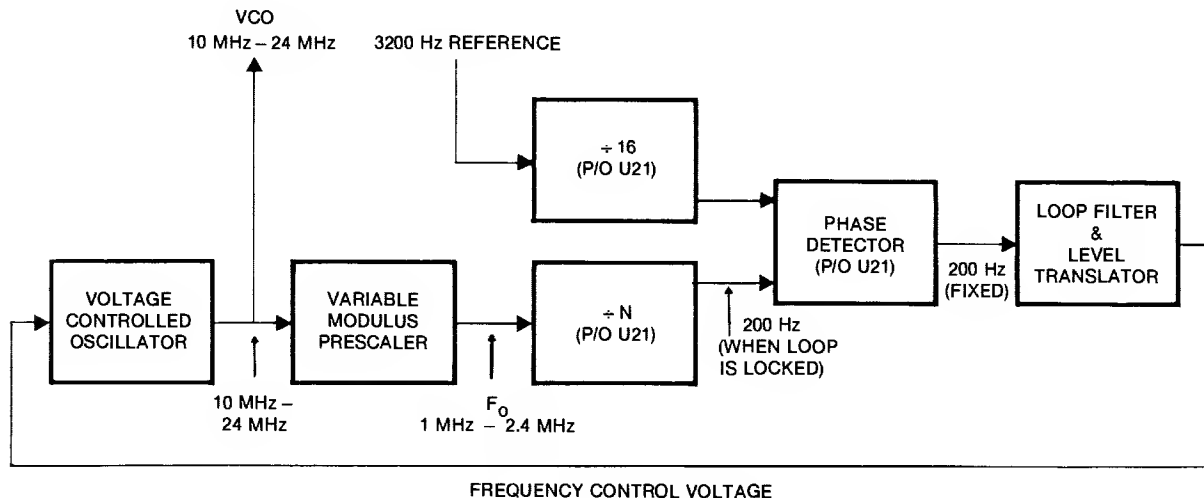 VCO
10 MHz – 24 MHz
3200 Hz REFERENCE
÷ 16
(P/O U21)
PHASE
DETECTOR
(P/O U21)
LOOP FILTER
&
LEVEL
TRANSLATOR
200 Hz
(FIXED)
VOLTAGE
CONTROLLED
OSCILLATOR
VARIABLE
MODULUS
PRESCALER
÷ N
(P/O U21)
200 Hz
(WHEN LOOP
IS LOCKED)
10 MHz –
24 MHz
FO
1 MHz – 2.4 MHz
FREQUENCY CONTROL VOLTAGE